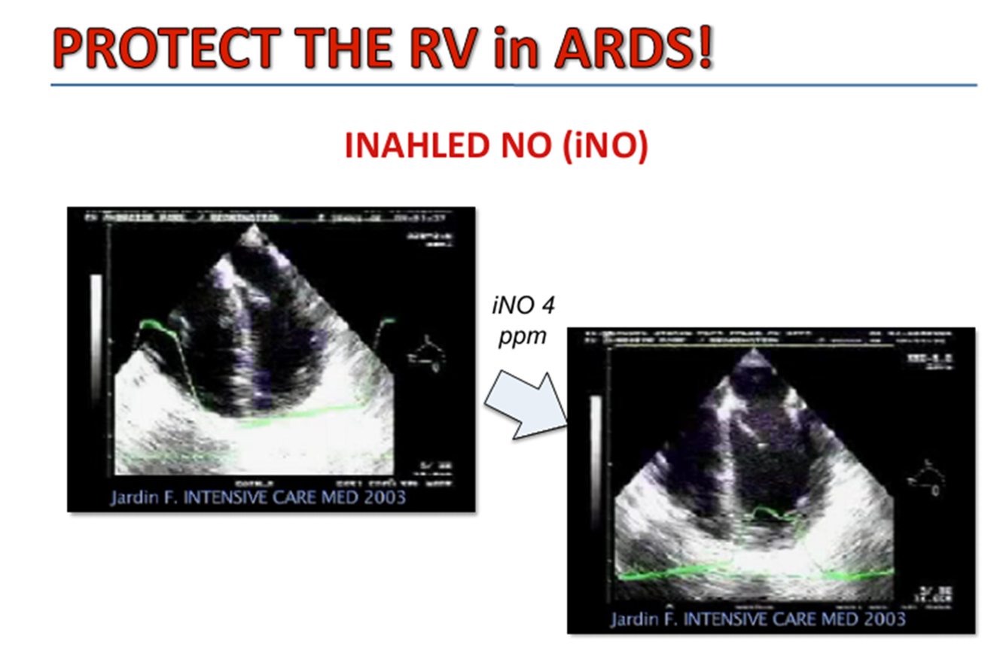 PROTECT THE RV in ARDS!
INAHLED NO (iNO)
iNO 4
ppm
Jardin F. INTENSIVE CARE MED 2003
Jardin F. INTENSIVE CARE MED 2003